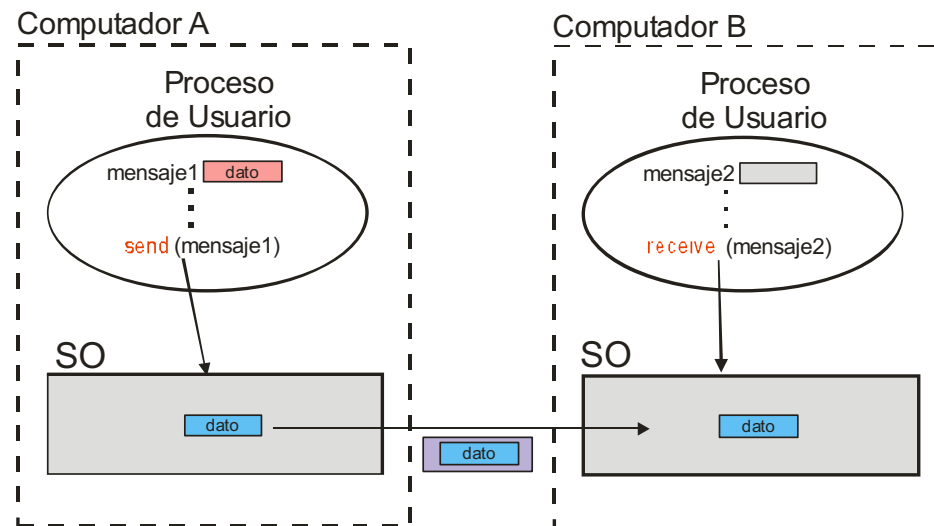 Computador A
Proceso
de Usuario
mensaje1 dato
send (mensaje1)
SO
dato
dato
Computador B
Proceso
de Usuario
mensaje2
receive (mensaje2)
SO
dato